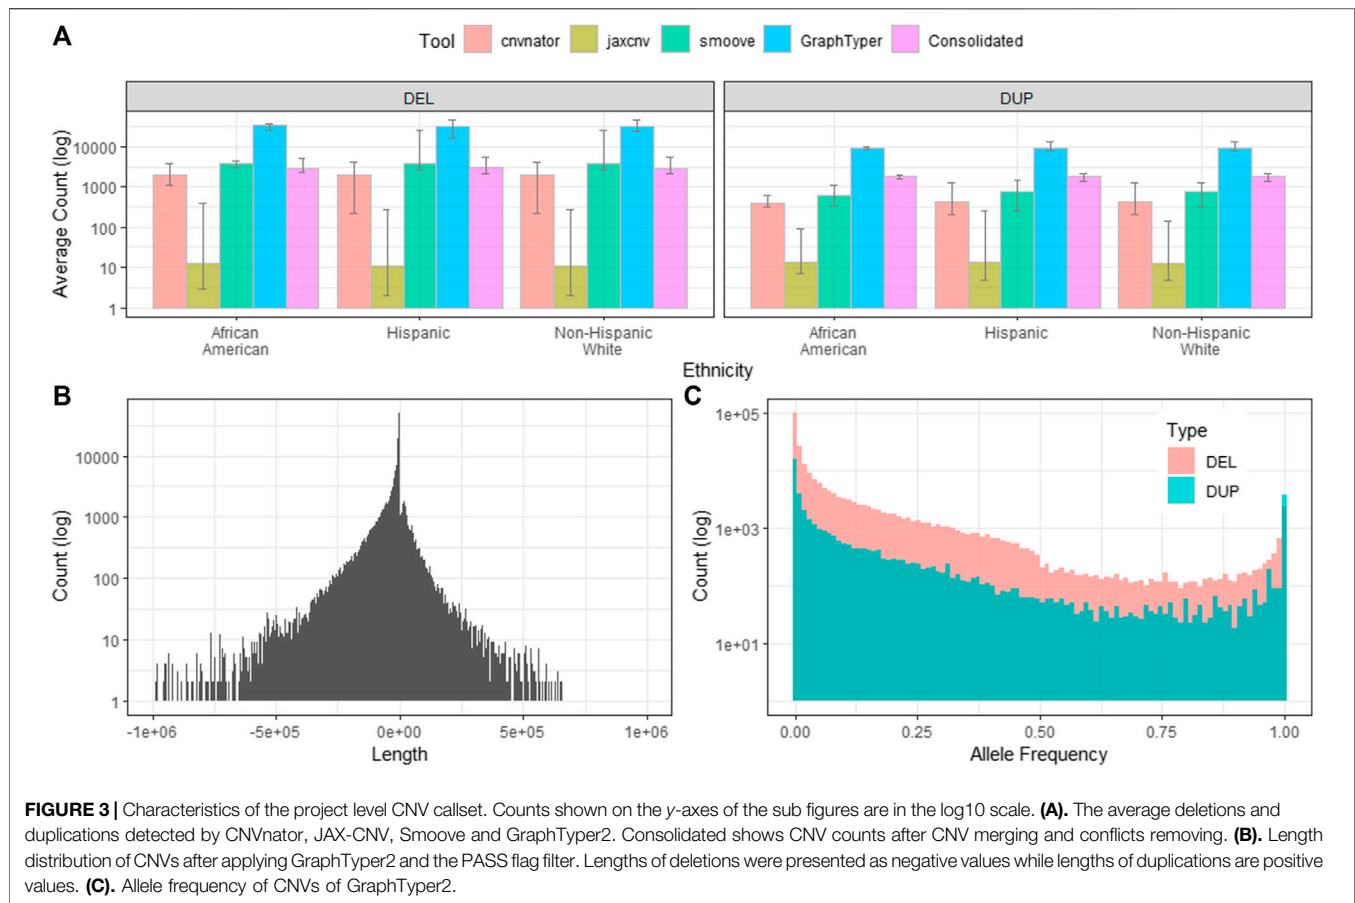 A
Tool cnvnator jaxcnv smoove GraphTyper Consolidated
DEL
DUP
Average Count (log)
10000
1000
100
10
1
African
American
Hispanic
Non-Hispanic
White
African
American
Hispanic
Non-Hispanic
White
Ethnicity
B
Count (log)
10000
1000
100
10
1
-1e+06 -5e+05 0e+00 5e+05 1e+06
Length
C
Count (log)
1e+05
1e+03
1e+01
Type
DEL
DUP
0.00 0.25 0.50 0.75 1.00
Allele Frequency
FIGURE 3 | Characteristics of the project level CNV callset. Counts shown on the y-axes of the sub figures are in the log10 scale. (A). The average deletions and
duplications detected by CNVnator, JAX-CNV, Smoove and GraphTyper2. Consolidated shows CNV counts after CNV merging and conflicts removing. (B). Length
distribution of CNVs after applying GraphTyper2 and the PASS flag filter. Lengths of deletions were presented as negative values while lengths of duplications are positive
values. (C). Allele frequency of CNVs of GraphTyper2.